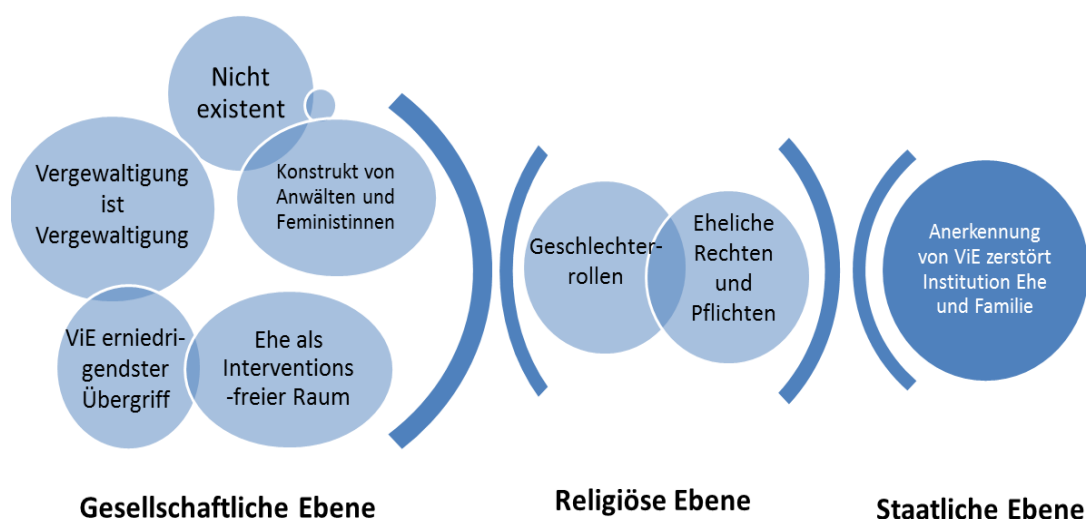 Nicht
existent
Vergewaltigung
ist
Vergewaltigung
Konstrukt von
Anwälten und
Feministinnen
ViE erniedri-
gendster
Übergriff
Ehe als
Interventions
-freier Raum
Gesellschaftliche Ebene
Geschlechter-
rollen
Eheliche
Rechten
und
Pflichten
Religiöse Ebene
Anerkennung
von ViE zerstört
Institution Ehe
und Familie
Staatliche Ebene